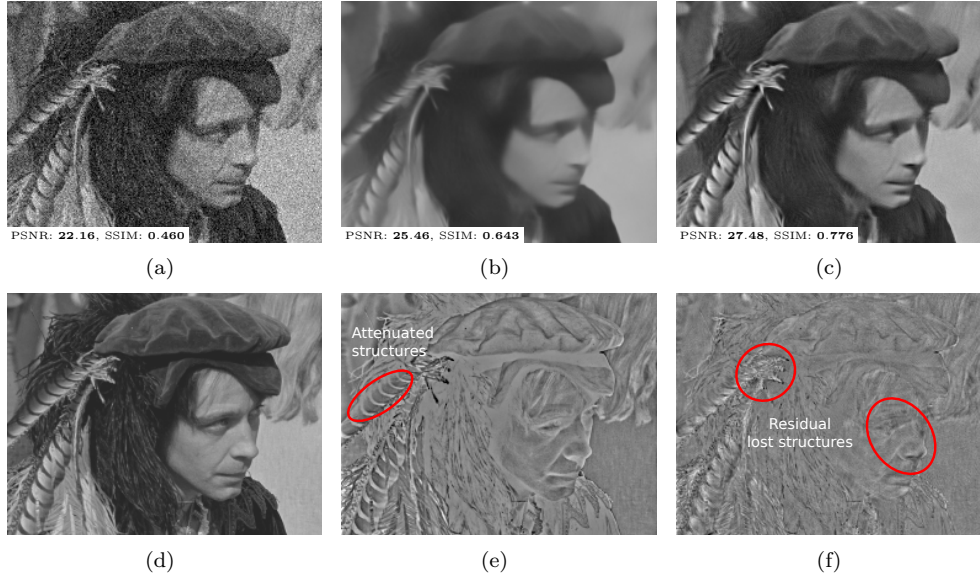 PSNR: 22.16, SSIM: 0.460
PSNR: 25.46, SSIM: 0.643
PSNR: 27.48, SSIM: 0.776
(a)
(b)
(c)
Attenuated
structures
Residual
lost structures
(d)
(e)
(f)